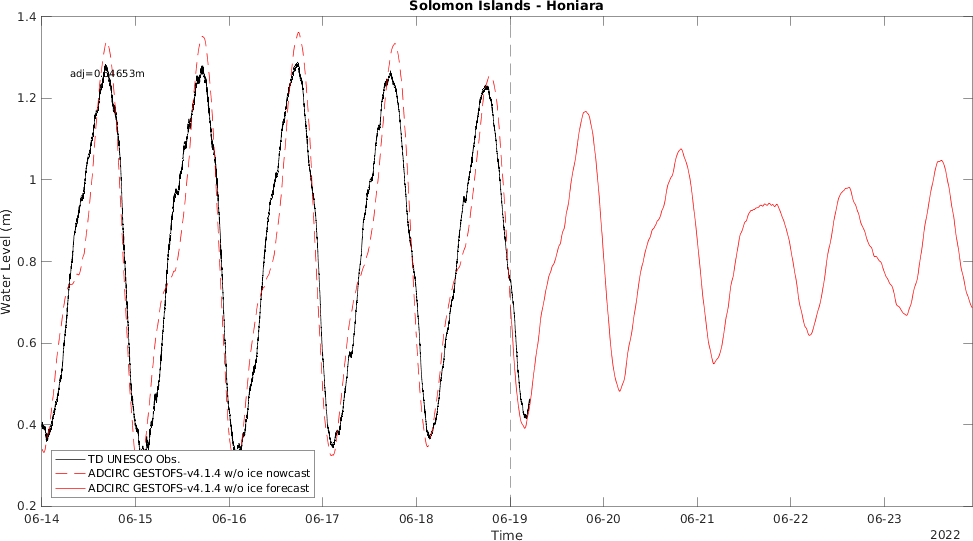 Solomon Islands - Honiara
1.4
1.2
1
0.8
0.6
0.4
0.2
Water Level (m)
adj=0.04653m
TD UNESCO Obs.
ADCIRC GESTOFS-v4.1.4 w/o ice nowcast
ADCIRC GESTOFS-v4.1.4 w/o ice forecast
06-14 06-15 06-16 06-17 06-18 06-19 06-20 06-21 06-22 06-23
Time
2022